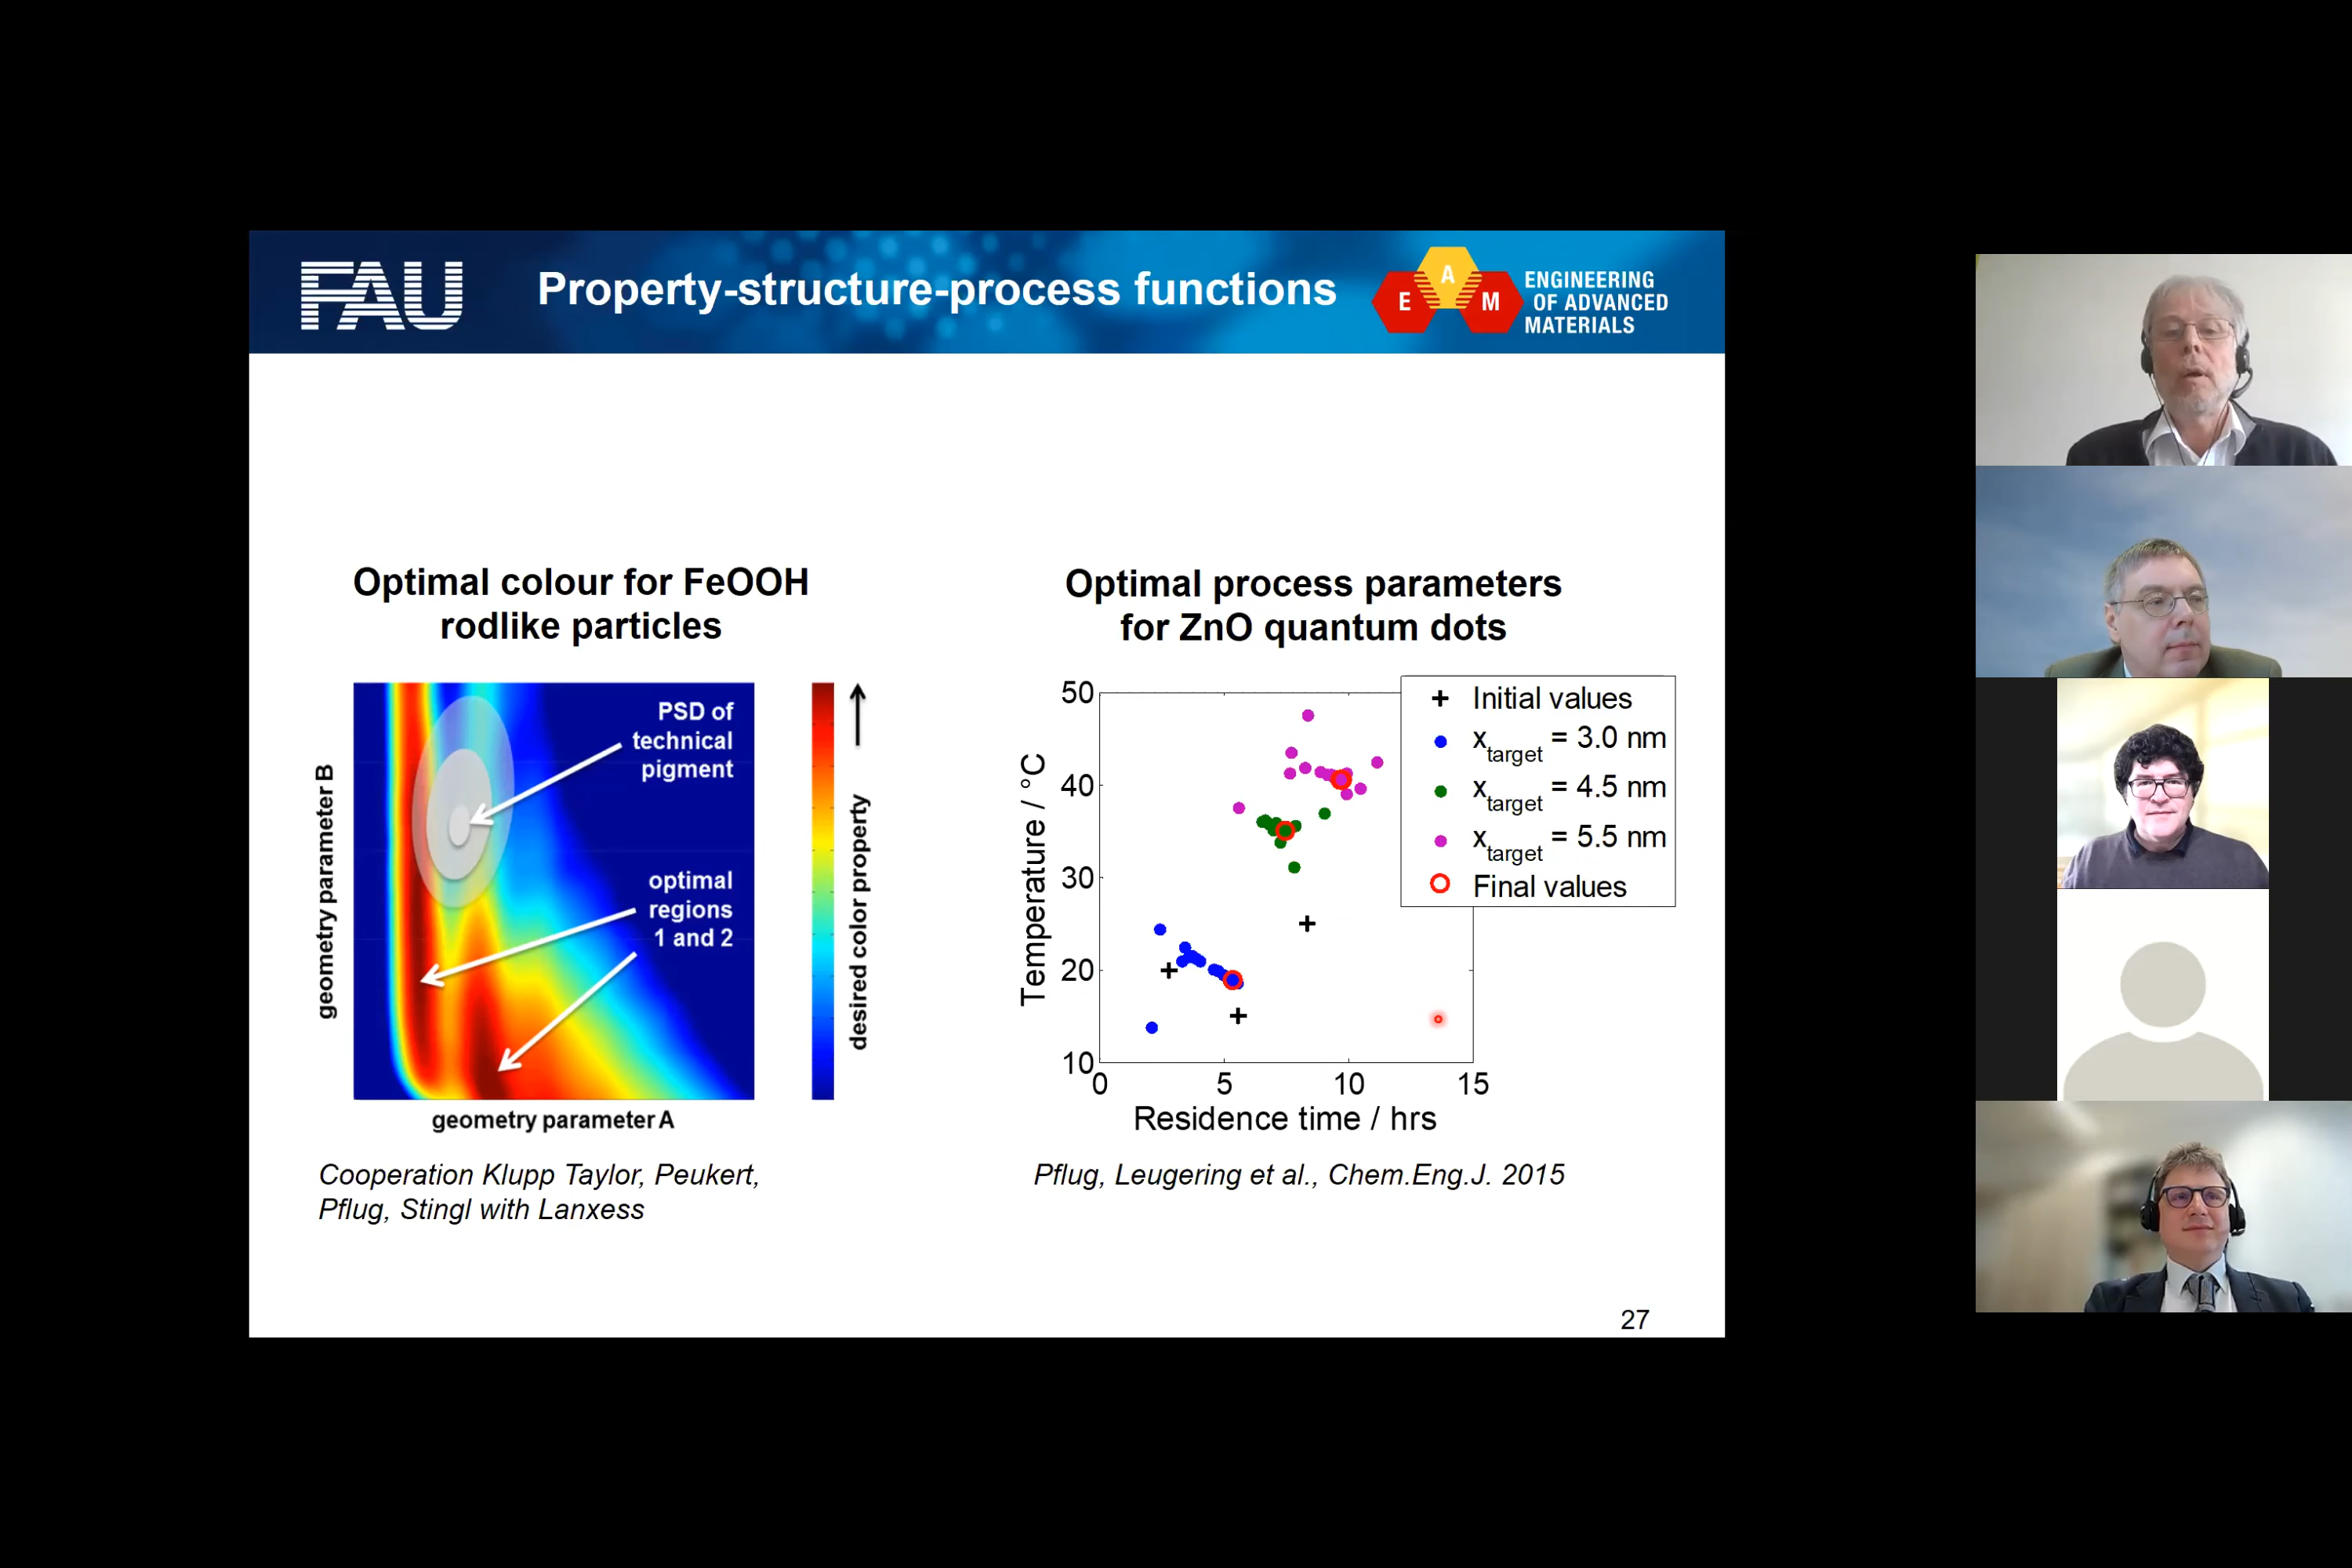 FAU
Property-structure-process functions
E A M
ENGINEERING
OF ADVANCED
MATERIALS
Optimal colour for FeOOH
rodlike particles
PSD of
technical
pigment
optimal
regions
1 and 2
geometry parameter B
geometry parameter A
desired color property
Cooperation Klupp Taylor, Peukert,
Pflug, Stingl with Lanxess
Optimal process parameters
for ZnO quantum dots
Initial values
xtarget = 3.0 nm
xtarget = 4.5 nm
xtarget = 5.5 nm
Final values
Temperature / °C
50
40
30
20
10
0 5 10 15
Residence time / hrs
Pflug, Leugering et al., Chem.Eng.J. 2015
27